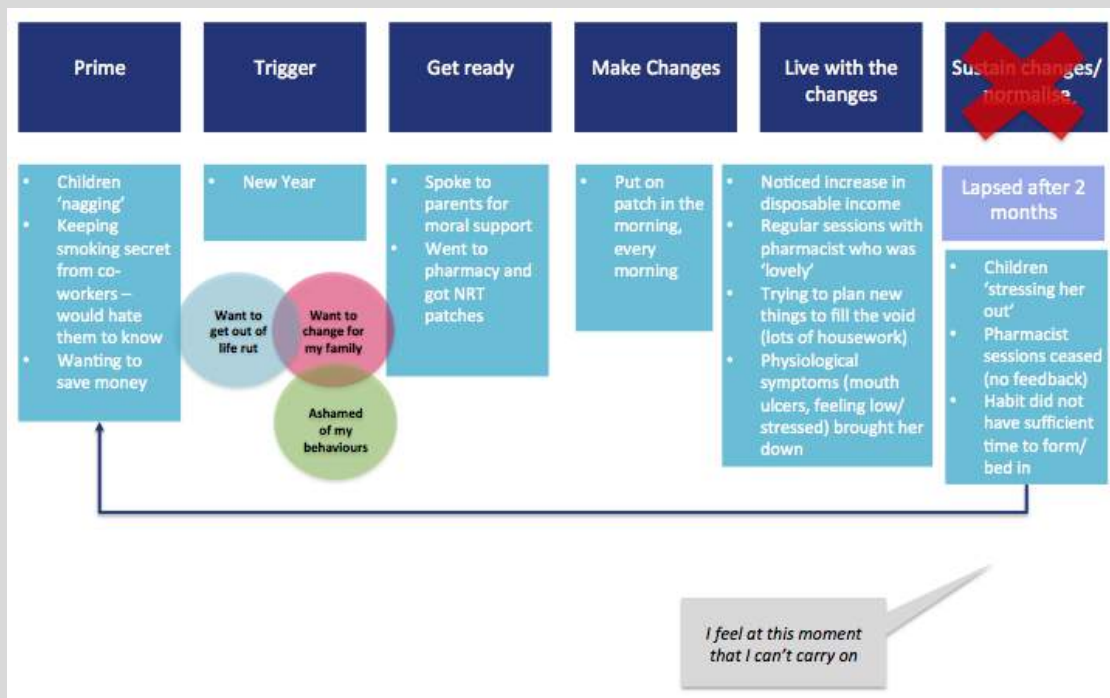 Prime
Trigger
Get ready
Make Changes
Live with the
changes
Sustain changes/
normalise
• Children
‘nagging’
• Keeping
smoking secret
from co-
workers –
would hate
them to know
• Wanting to
save money
• New Year
Want to
get out of
life rut
Want to
change for
my family
Ashamed
of my
behaviours
• Spoke to
parents for
moral support
• Went to
pharmacy and
got NRT
patches
• Put on
patch in the
morning,
every
morning
• Noticed increase in
disposable income
• Regular sessions with
pharmacist who was
‘lovely’
• Trying to plan new
things to fill the void
(lots of housework)
• Physiological
symptoms (mouth
ulcers, feeling low/
stressed) brought her
down
Lapsed after 2
months
• Children
‘stressing her
out’
• Pharmacist
sessions ceased
(no feedback)
• Habit did not
have sufficient
time to form/
bed in
I feel at this moment
that I can’t carry on